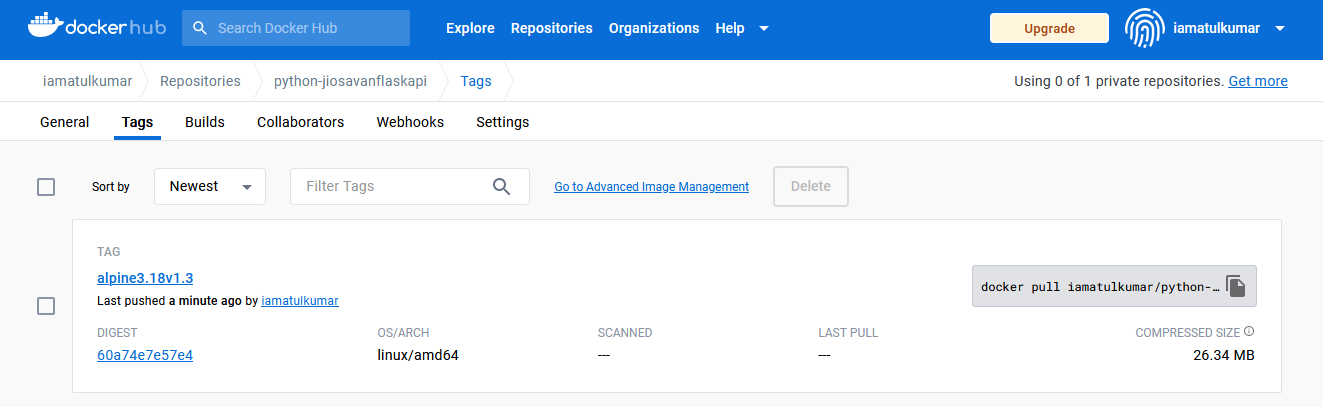 dockerhub Search Docker Hub Explore Repositories Organizations Help Upgrade iamatulkumar
iamatulkumar Repositories python-jiosavanflaskapi Tags Using 0 of 1 private repositories. Get more
General Tags Builds Collaborators Webhooks Settings
Sort by Newest Filter Tags Go to Advanced Image Management Delete
TAG
alpine3.18v1.3
docker pull iamatulkumar/python-…
Last pushed a minute ago by iamatulkumar
DIGEST OS/ARCH SCANNED LAST PULL COMPRESSED SIZE
60a74e7e57e4 linux/amd64 --- --- 26.34 MB